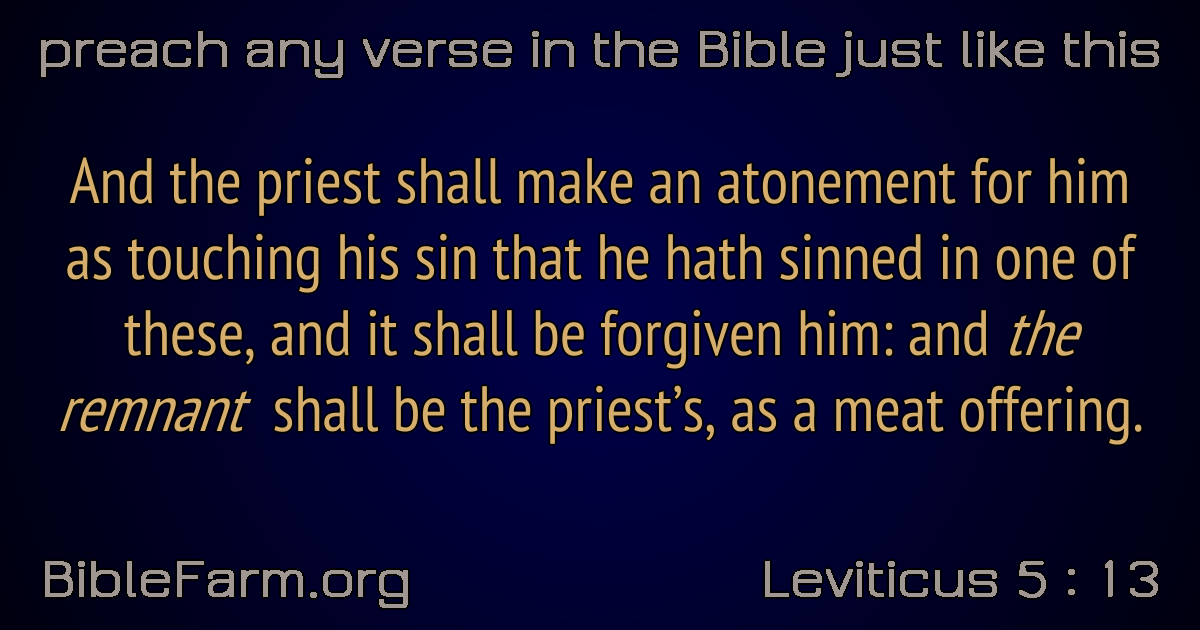 preach any verse in the Bible just like this
And the priest shall make an atonement for him
as touching his sin that he hath sinned in one of
these, and it shall be forgiven him: and the
remnant shall be the priest’s, as a meat offering.
BibleFarm.org
Leviticus 5 : 13